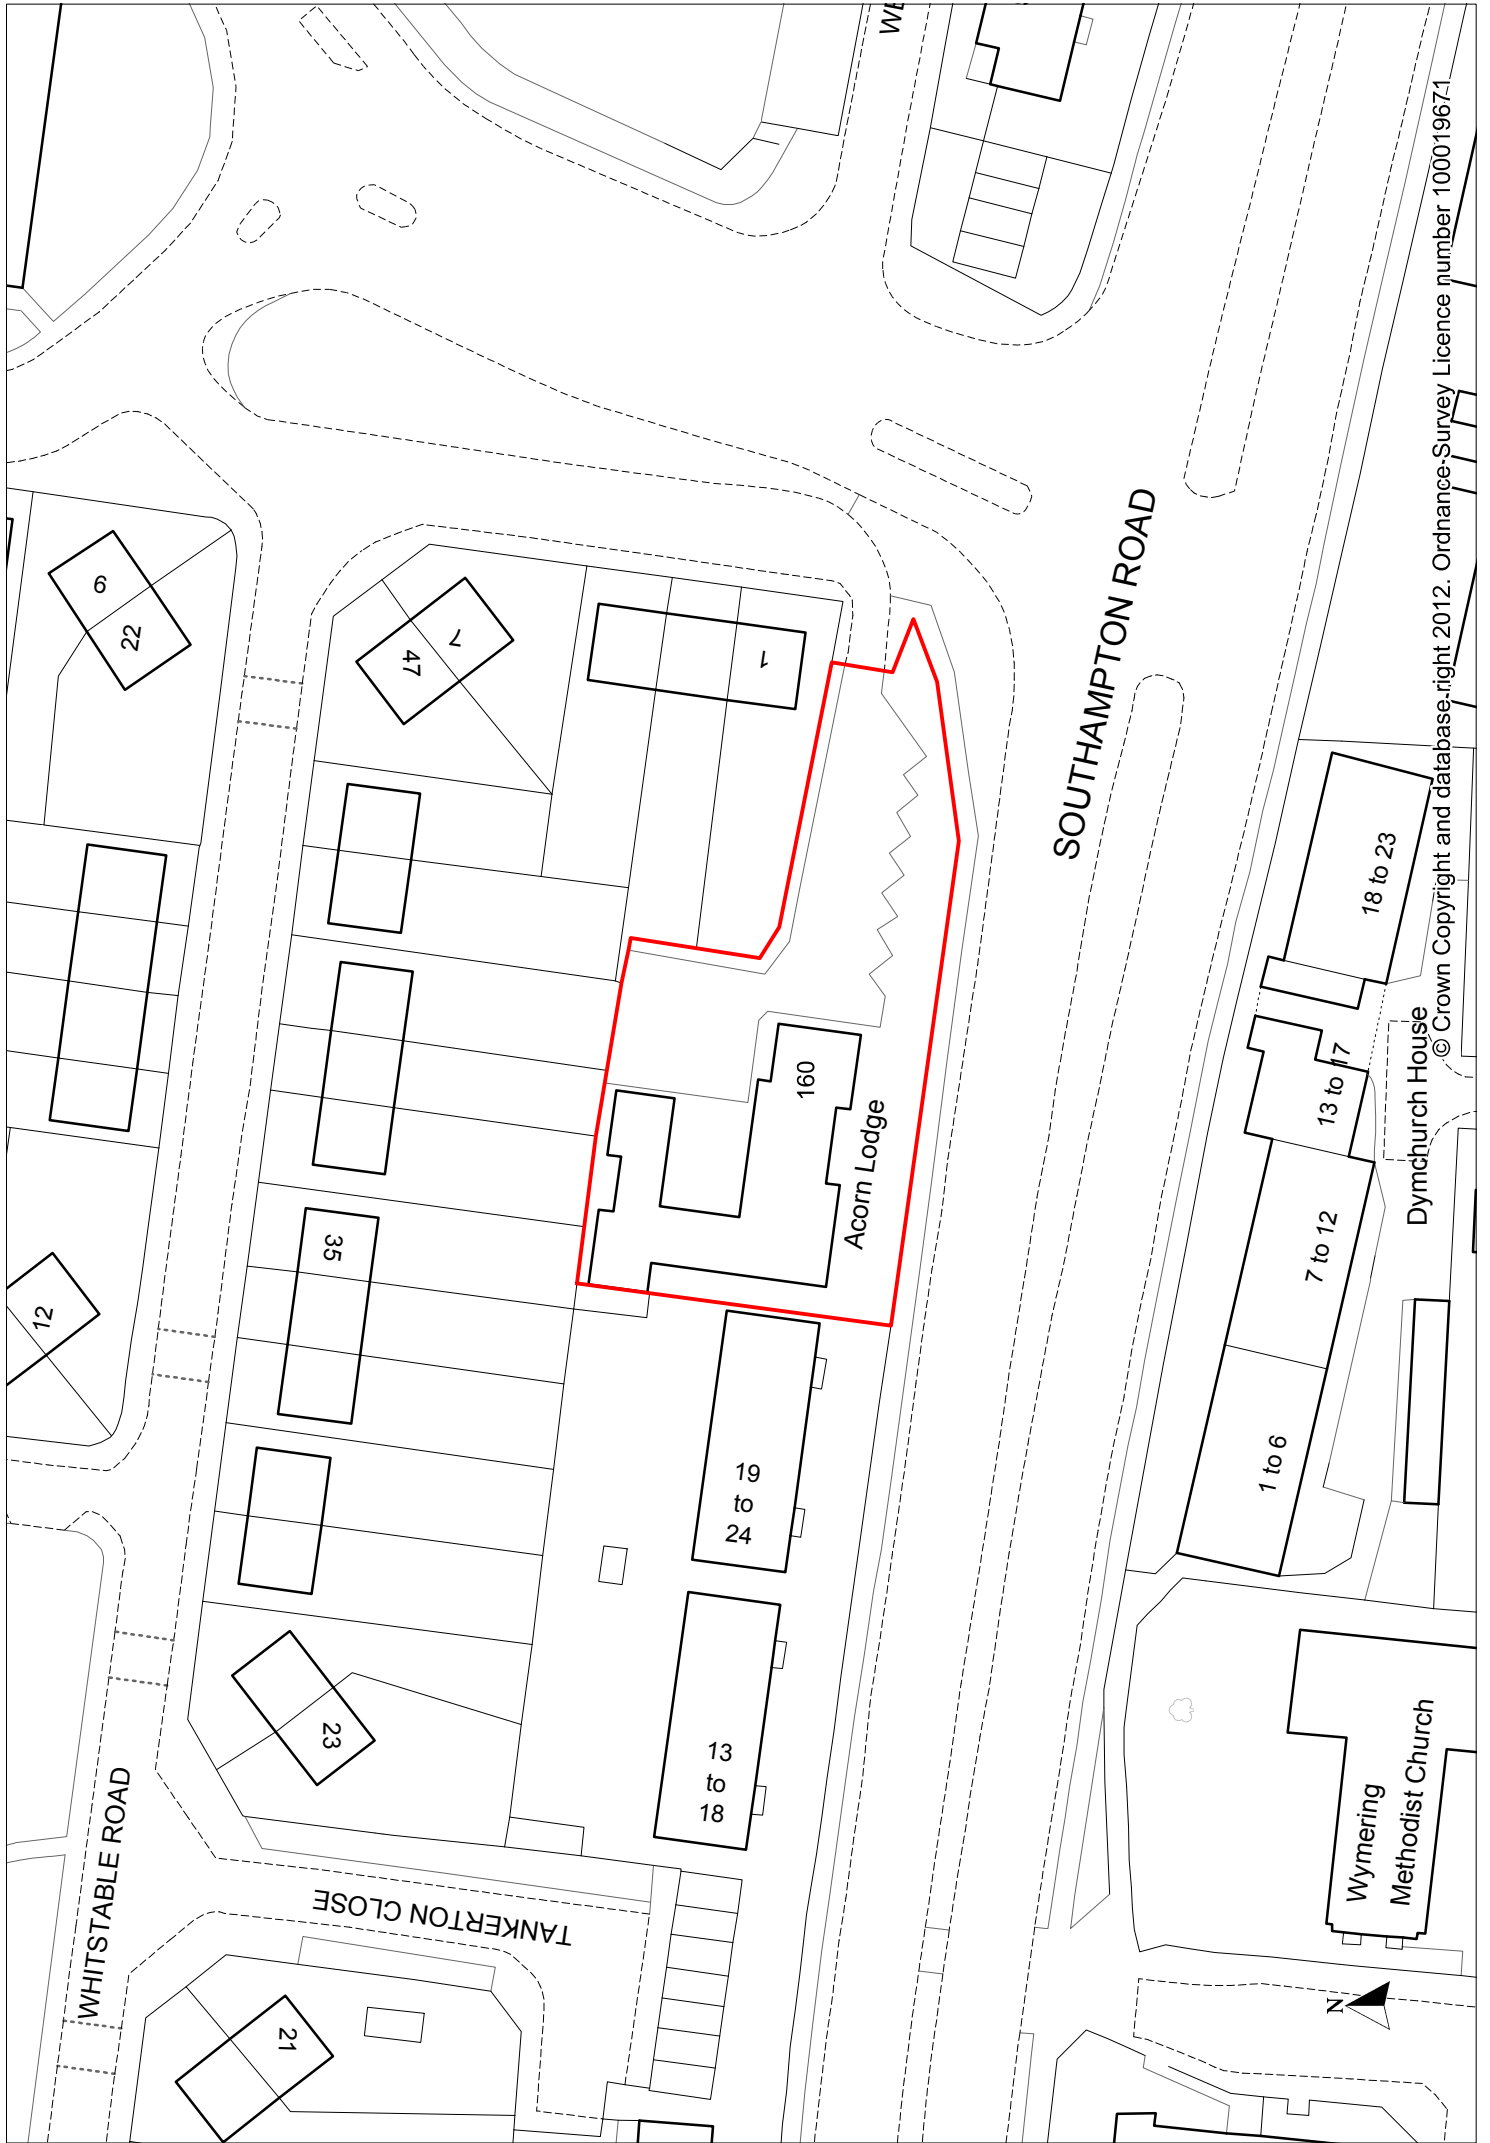 WHITSTABLE ROAD
TANKERTON CLOSE
SOUTHAMPTON ROAD
WE
6
22
7
47
1
12
35
23
21
160
Acorn Lodge
19
to
24
13
to
18
18 to 23
13 to 17
7 to 12
1 to 6
Dymchurch House
Wymering
Methodist Church
N
© Crown Copyright and database right 2012. Ordnance Survey Licence number 100019671